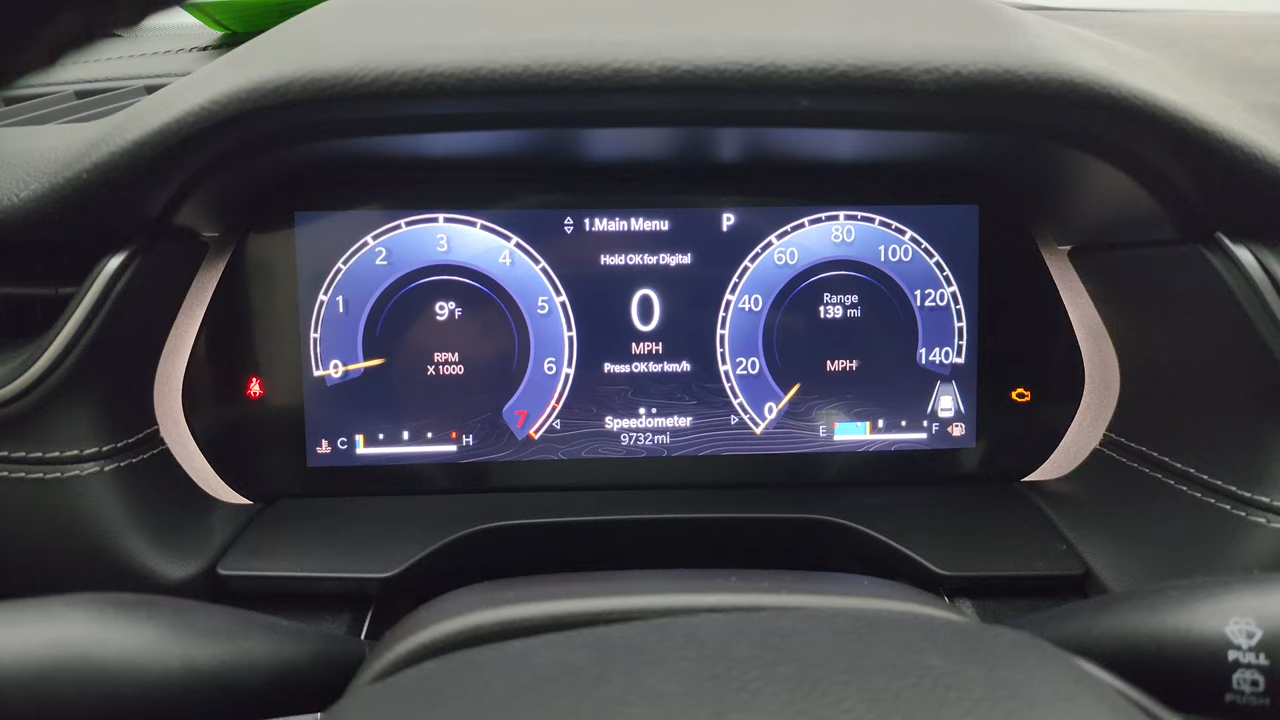 1.Main Menu
P
Hold OK for Digital
0
MPH
Press OK for km/h
Speedometer
9732 mi
0
1
2
3
4
5
6
7
9°F
RPM
X 1000
C
H
0
20
40
60
80
100
120
140
Range
139 mi
MPH
E
F
PULL
PUSH